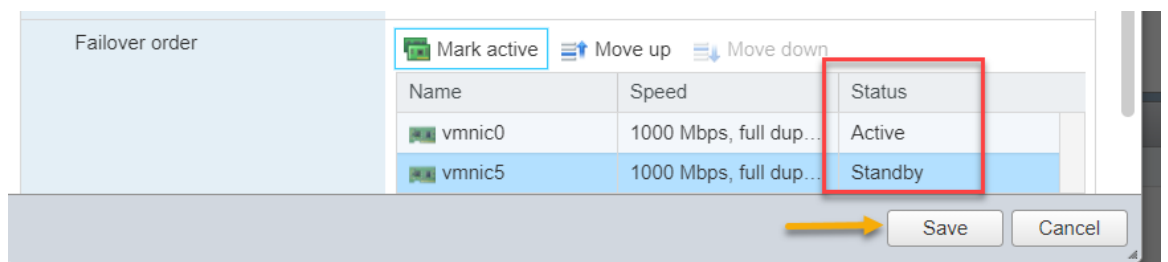 Failover order
Mark active Move up Move down
Name Speed Status
vmnic0 1000 Mbps, full dup... Active
vmnic5 1000 Mbps, full dup... Standby
Save Cancel